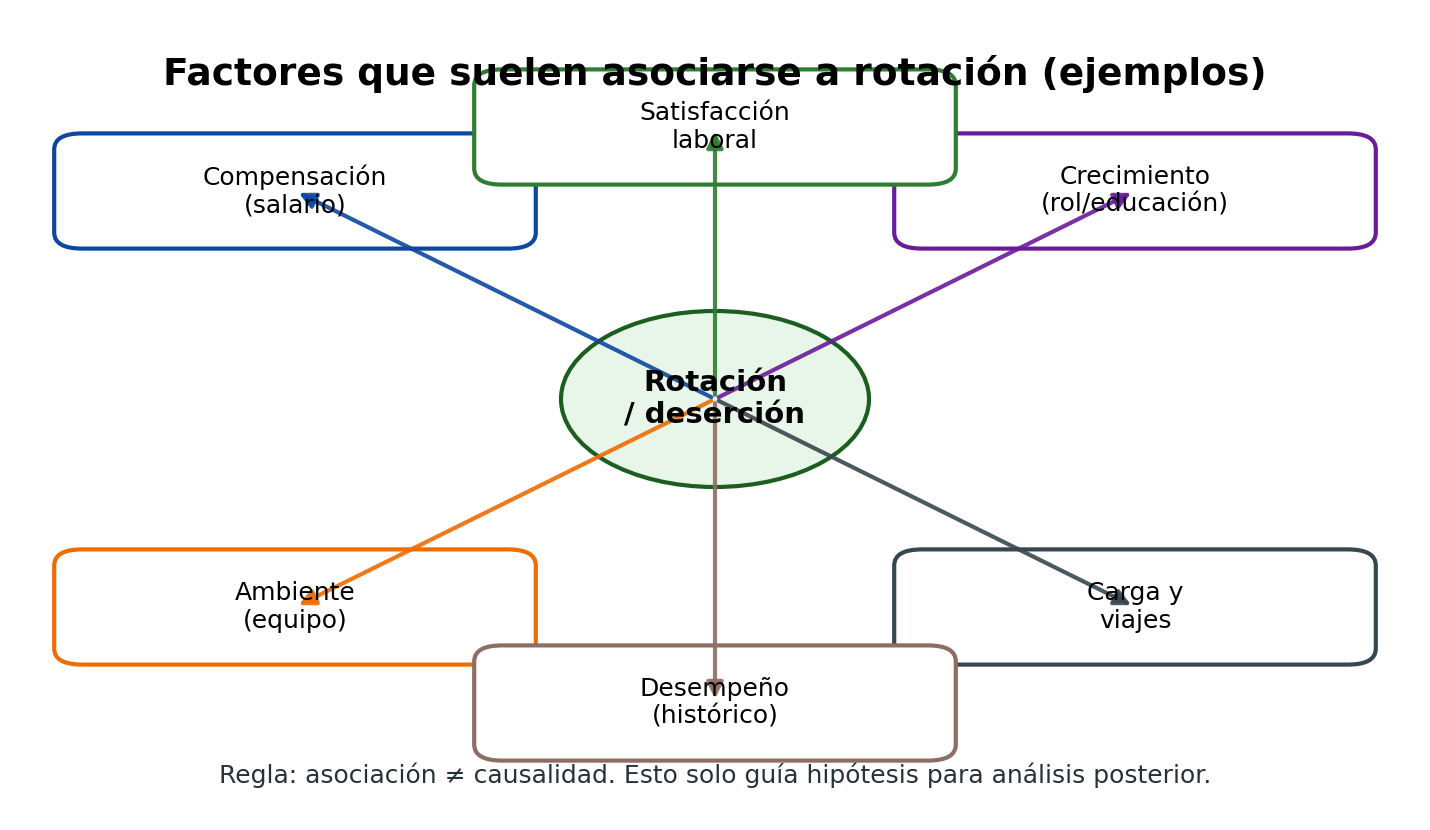 Factores que suelen asociarse a rotación (ejemplos)
Satisfacción
laboral
Compensación
(salario)
Crecimiento
(rol/educación)
Rotación
/ deserción
Ambiente
(equipo)
Carga y
viajes
Desempeño
(histórico)
Regla: asociación ≠ causalidad. Esto solo guía hipótesis para análisis posterior.